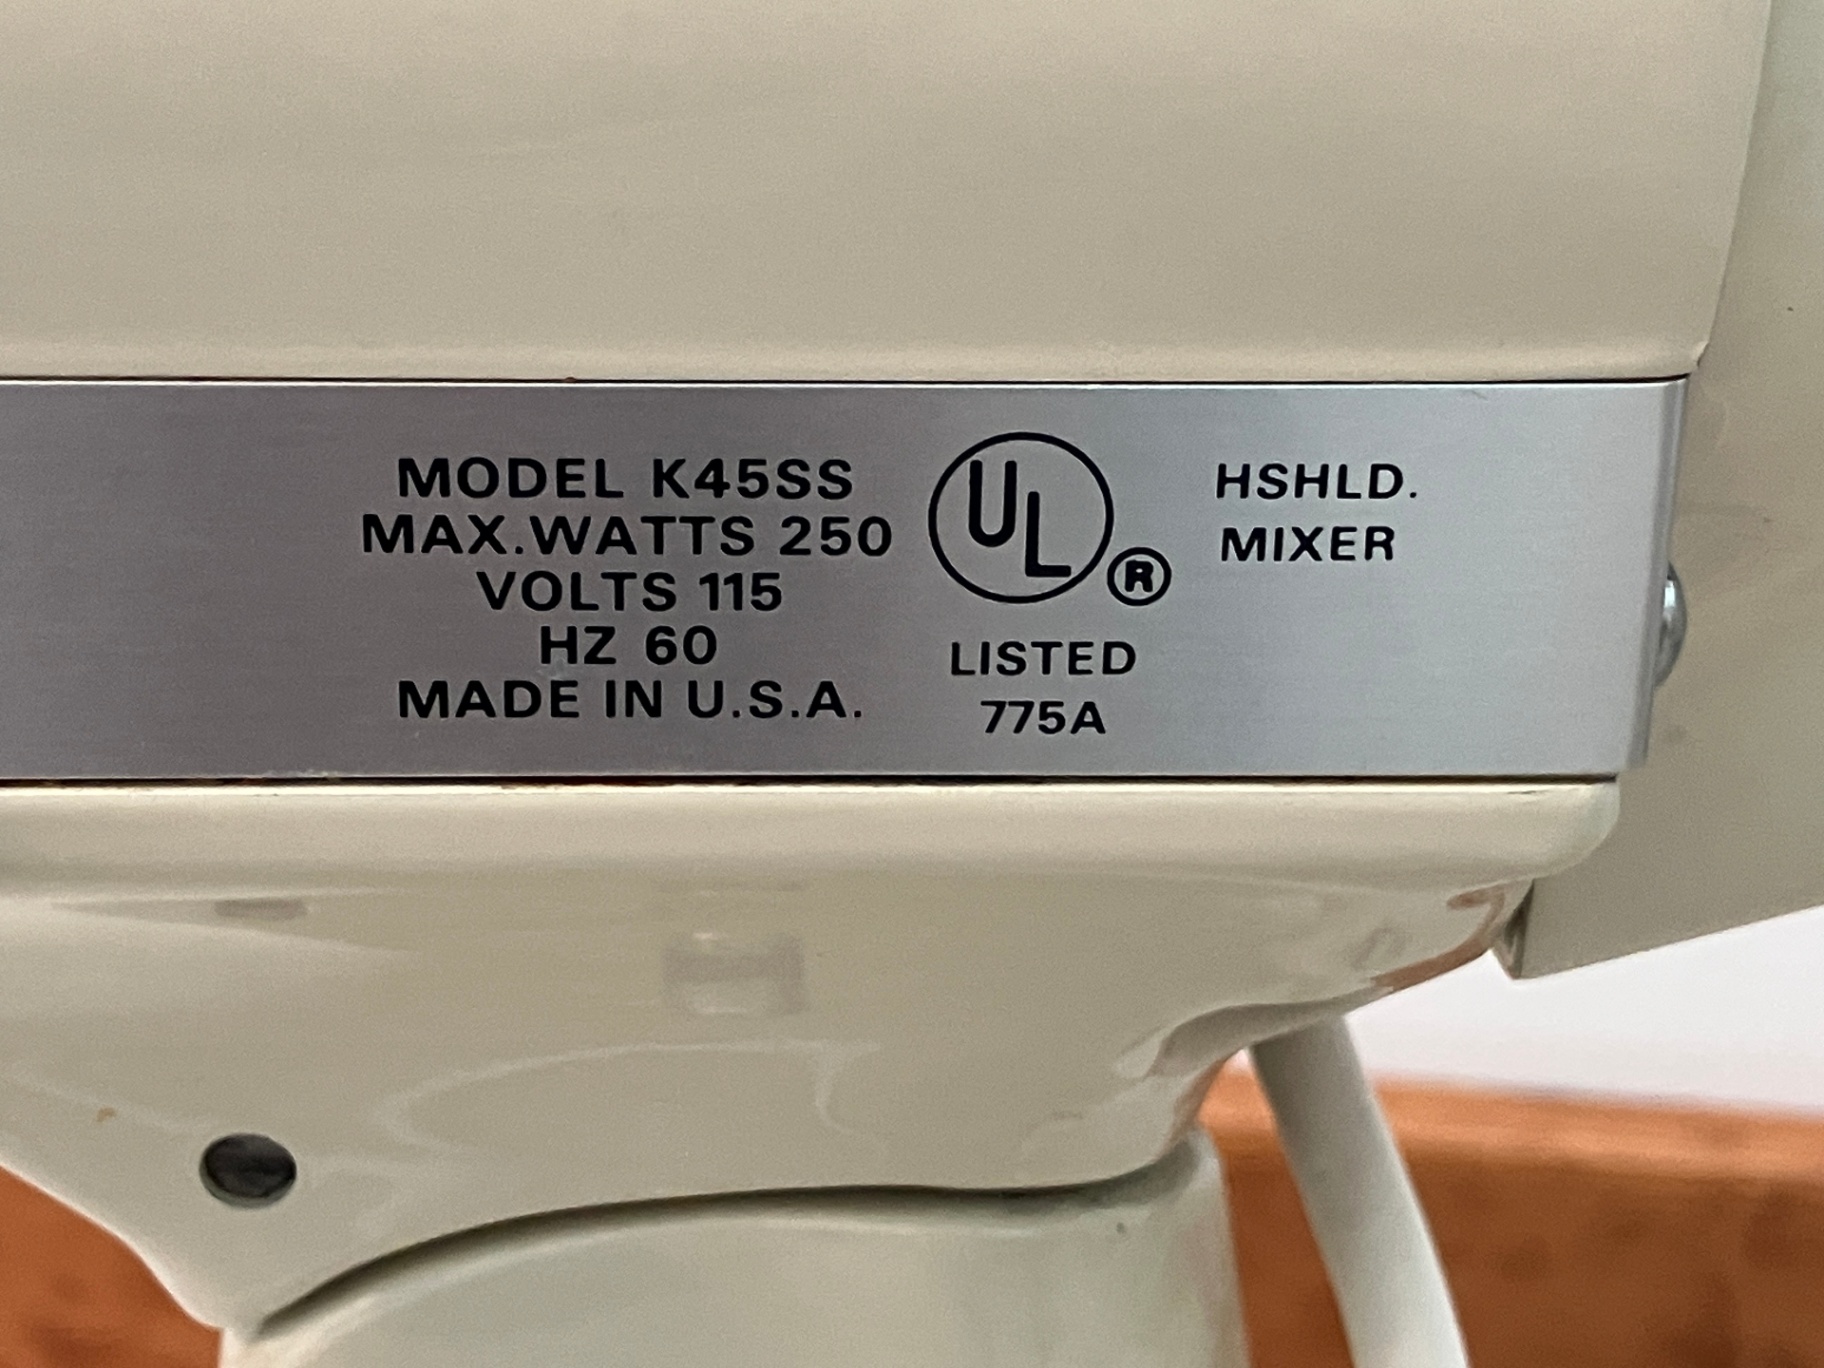 MODEL K45SS
MAX.WATTS 250
VOLTS 115
HZ 60
MADE IN U.S.A.
UL ®
LISTED
775A
HSHLD.
MIXER